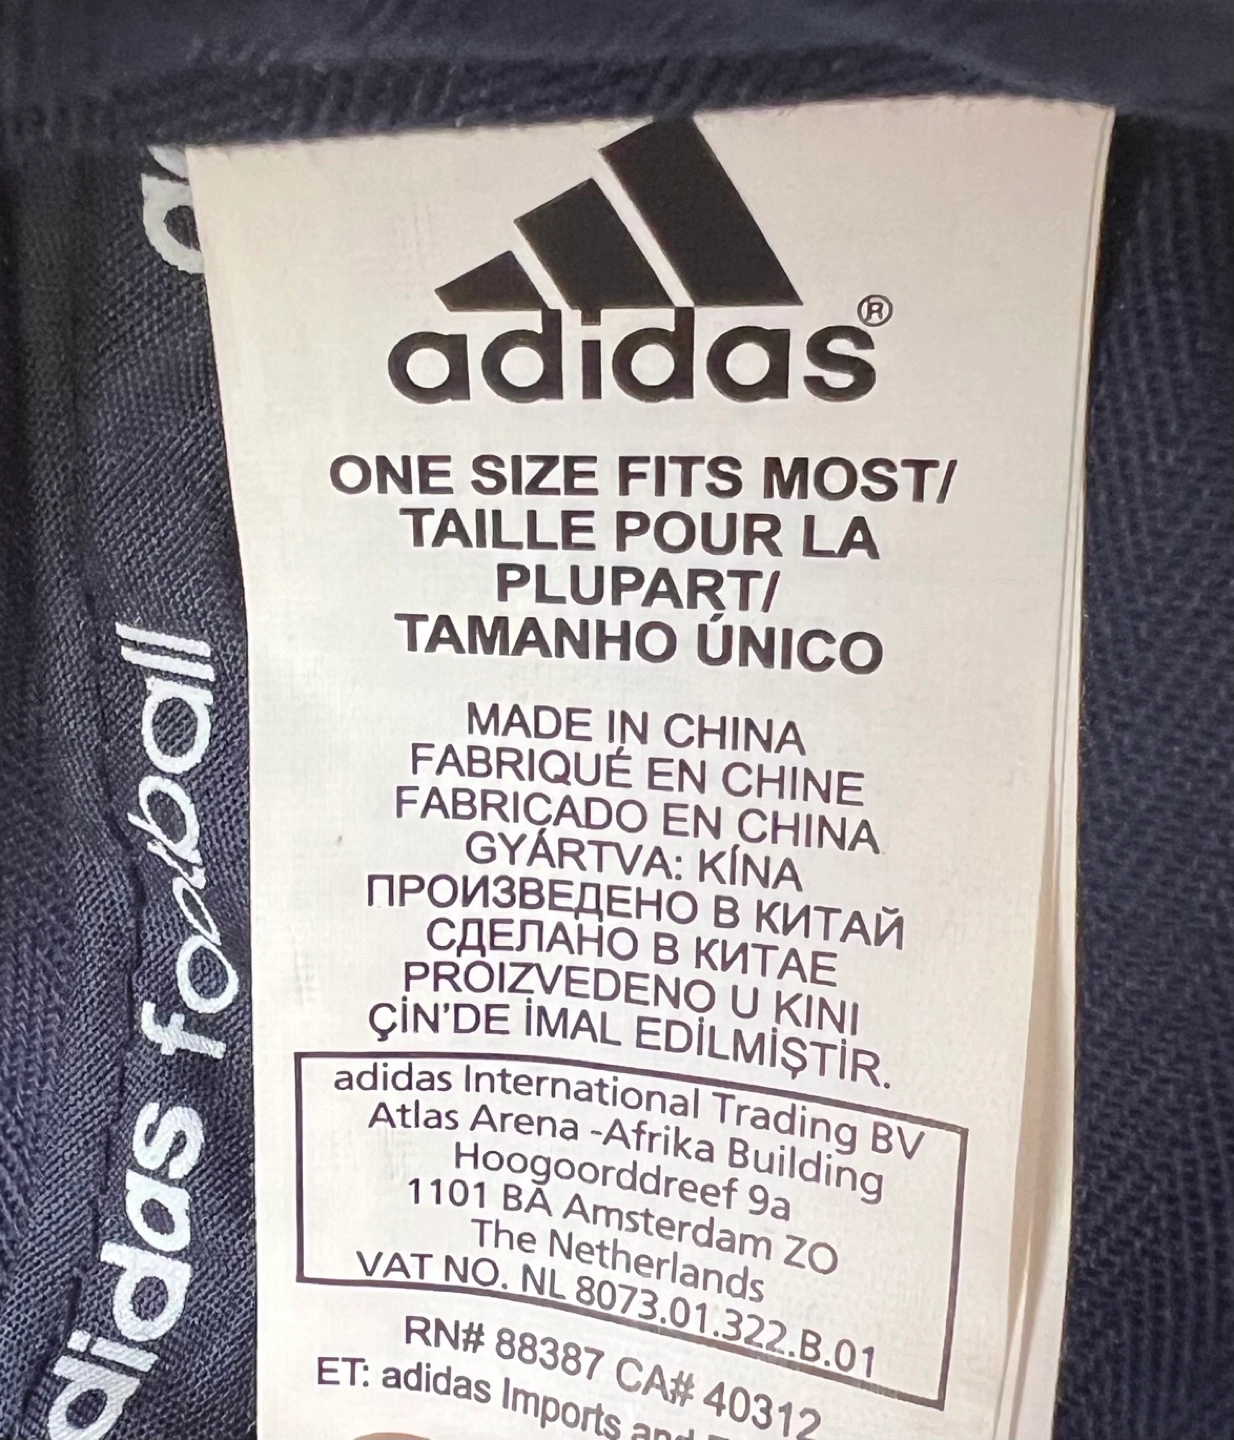 adidas®
ONE SIZE FITS MOST/
TAILLE POUR LA
PLUPART/
TAMANHO ÚNICO
MADE IN CHINA
FABRIQUÉ EN CHINE
FABRICADO EN CHINA
GYÁRTVA: KÍNA
ПРОИЗВЕДЕНО В КИТАЙ
СДЕЛАНО В КИТАЕ
PROIZVEDENO U KINI
ÇİN'DE İMAL EDİLMİŞTİR.
adidas International Trading BV
Atlas Arena -Afrika Building
Hoogoorddreef 9a
1101 BA Amsterdam ZO
The Netherlands
VAT NO. NL 8073.01.322.B.01
RN# 88387 CA# 40312
ET: adidas Imports and
adidas football